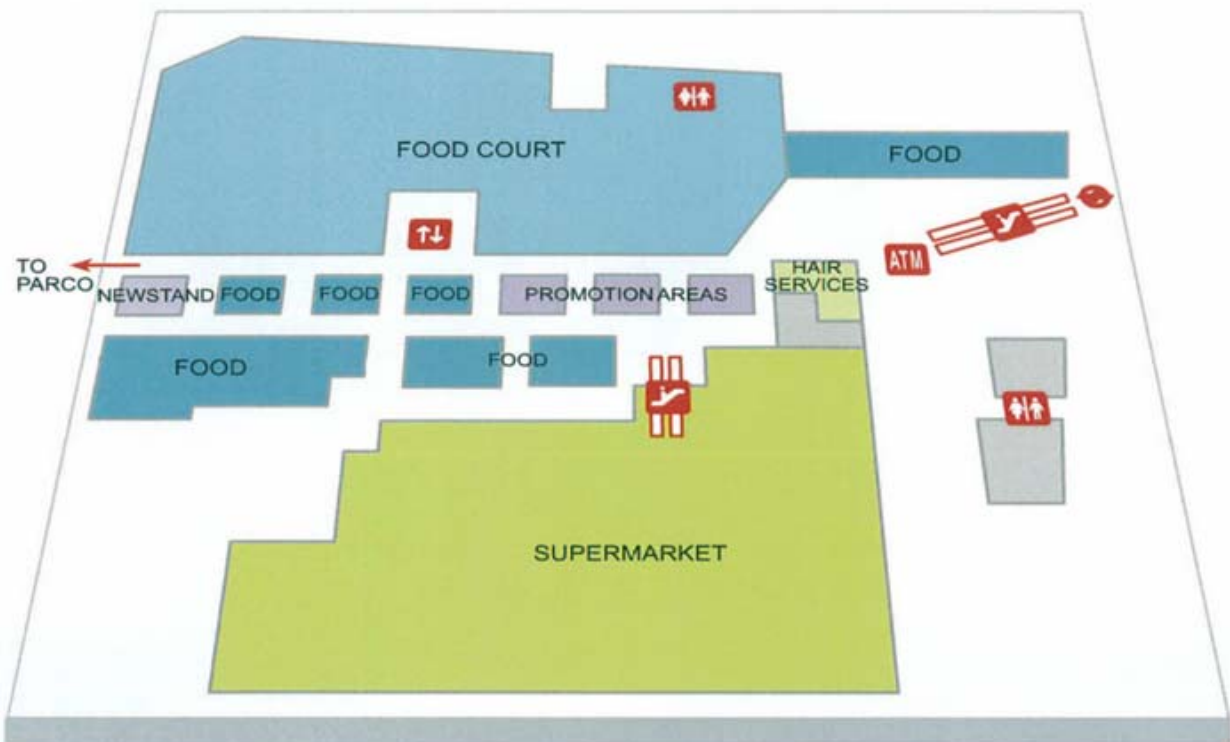 FOOD COURT
FOOD
ATM
TO
PARCO
HAIR
SERVICES
NEWSTAND
FOOD
FOOD
FOOD
PROMOTION AREAS
FOOD
FOOD
SUPERMARKET